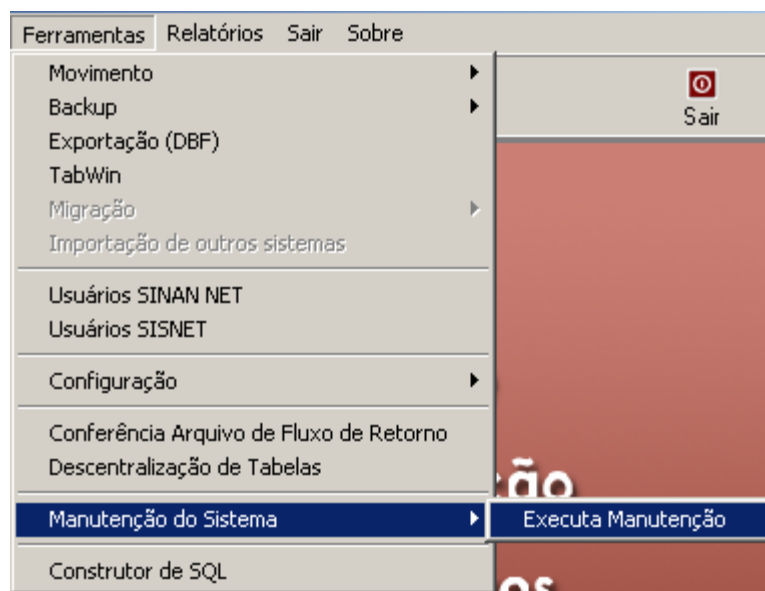 Ferramentas Relatórios Sair Sobre
Movimento
Backup
Sair
Exportação (DBF)
TabWin
Migração
Importação de outros sistemas
Usuários SINAN NET
Usuários SISNET
Configuração
Conferência Arquivo de Fluxo de Retorno
Descentralização de Tabelas
ção
Manutenção do Sistema
Executa Manutenção
Construtor de SQL
os